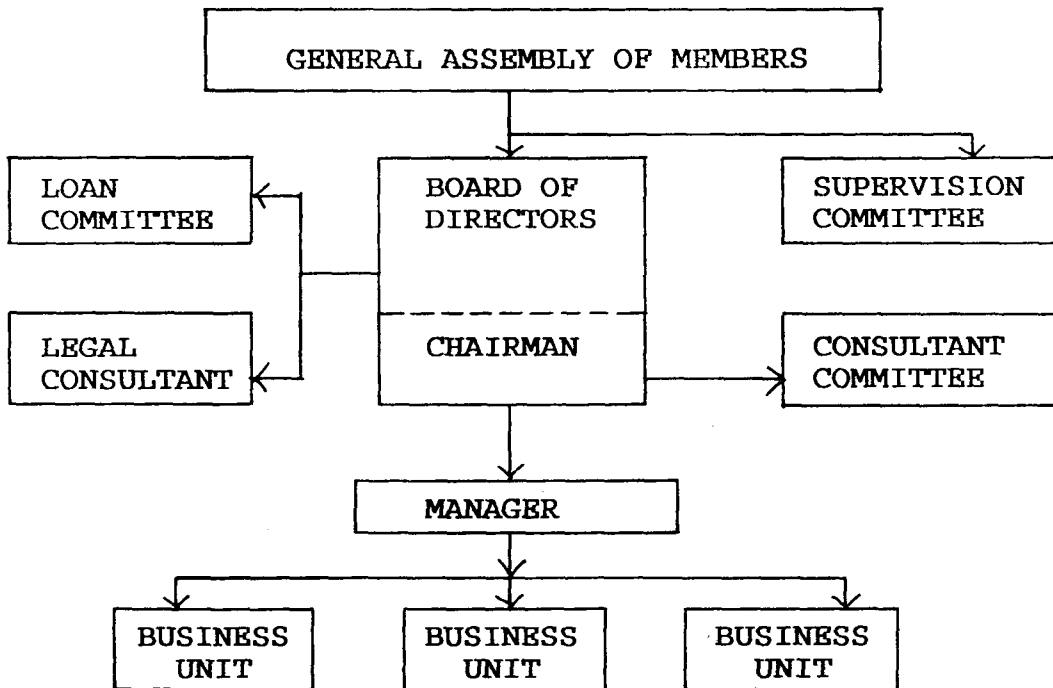 GENERAL ASSEMBLY OF MEMBERS
LOAN
COMMITTEE
BOARD OF
DIRECTORS
SUPERVISION
COMMITTEE
LEGAL
CONSULTANT
CHAIRMAN
CONSULTANT
COMMITTEE
MANAGER
BUSINESS
UNIT
BUSINESS
UNIT
BUSINESS
UNIT